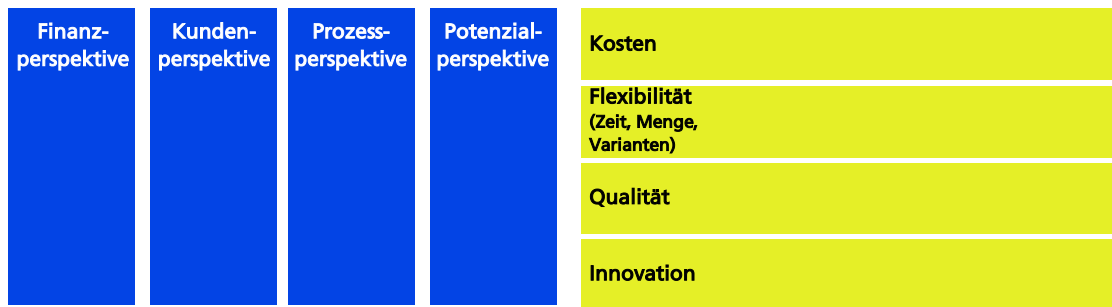 Finanz-
perspektive
Kunden-
perspektive
Prozess-
perspektive
Potenzial-
perspektive
Kosten
Flexibilität
(Zeit, Menge,
Varianten)
Qualität
Innovation